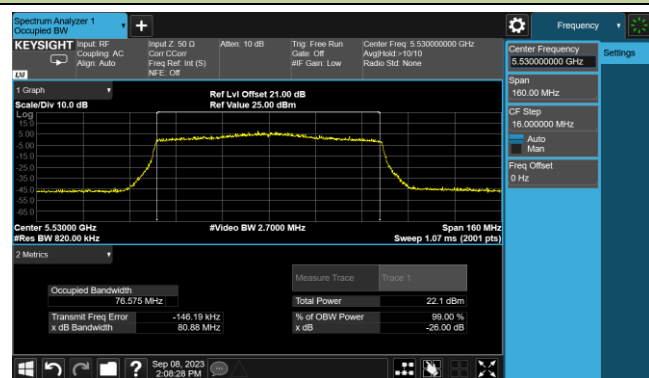 Spectrum Analyzer 1
Occupied BW
Frequency
KEYSIGHT
Input: RF
Coupling: AC
Align: Auto
Input Z: 50 Ω
Corr CCorr
Freq Ref: Int (S)
NFE: Off
Atten: 10 dB
Trig: Free Run
Gate: Off
#IF Gain: Low
Center Freq: 5.530000000 GHz
Avg|Hold:>10/10
Radio Std: None
LXI
Center Frequency
5.530000000 GHz
Settings
Span
160.00 MHz
CF Step
16.000000 MHz
Auto
Man
Freq Offset
0 Hz
1 Graph
Scale/Div 10.0 dB
Ref Lvl Offset 21.00 dB
Ref Value 25.00 dBm
Log
15.0
5.00
-5.00
-15.0
-25.0
-35.0
-45.0
-55.0
-65.0
Center 5.53000 GHz
#Res BW 820.00 kHz
#Video BW 2.7000 MHz
Span 160 MHz
Sweep 1.07 ms (2001 pts)
2 Metrics
Measure Trace
Trace 1
Occupied Bandwidth
76.575 MHz
Total Power
22.1 dBm
Transmit Freq Error
-146.19 kHz
% of OBW Power
99.00 %
x dB Bandwidth
80.88 MHz
x dB
-26.00 dB
?
Sep 08, 2023
2:08:28 PM